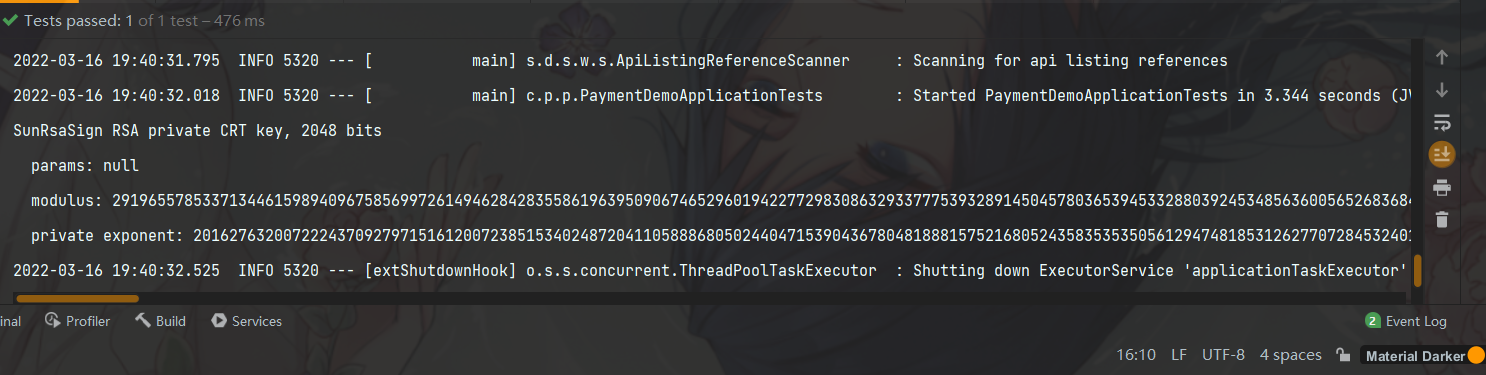 Tests passed: 1 of 1 test – 476 ms
2022-03-16 19:40:31.795  INFO 5320 --- [           main] s.d.s.w.s.ApiListingReferenceScanner     : Scanning for api listing references
2022-03-16 19:40:32.018  INFO 5320 --- [           main] c.p.p.PaymentDemoApplicationTests        : Started PaymentDemoApplicationTests in 3.344 seconds (JV
SunRsaSign RSA private CRT key, 2048 bits
  params: null
  modulus: 2919655785337134461598940967585699726149462842835586196395090674652960194227729830863293377753932891450457803653945332880392453485636005652683684
  private exponent: 2016276320072224370927971516120072385153402487204110588868050244047153904367804818881575216805243583535350561294748185312627707284532401
2022-03-16 19:40:32.525  INFO 5320 --- [extShutdownHook] o.s.s.concurrent.ThreadPoolTaskExecutor  : Shutting down ExecutorService 'applicationTaskExecutor'
inal Profiler Build Services 2 Event Log
16:10 LF UTF-8 4 spaces Material Darker